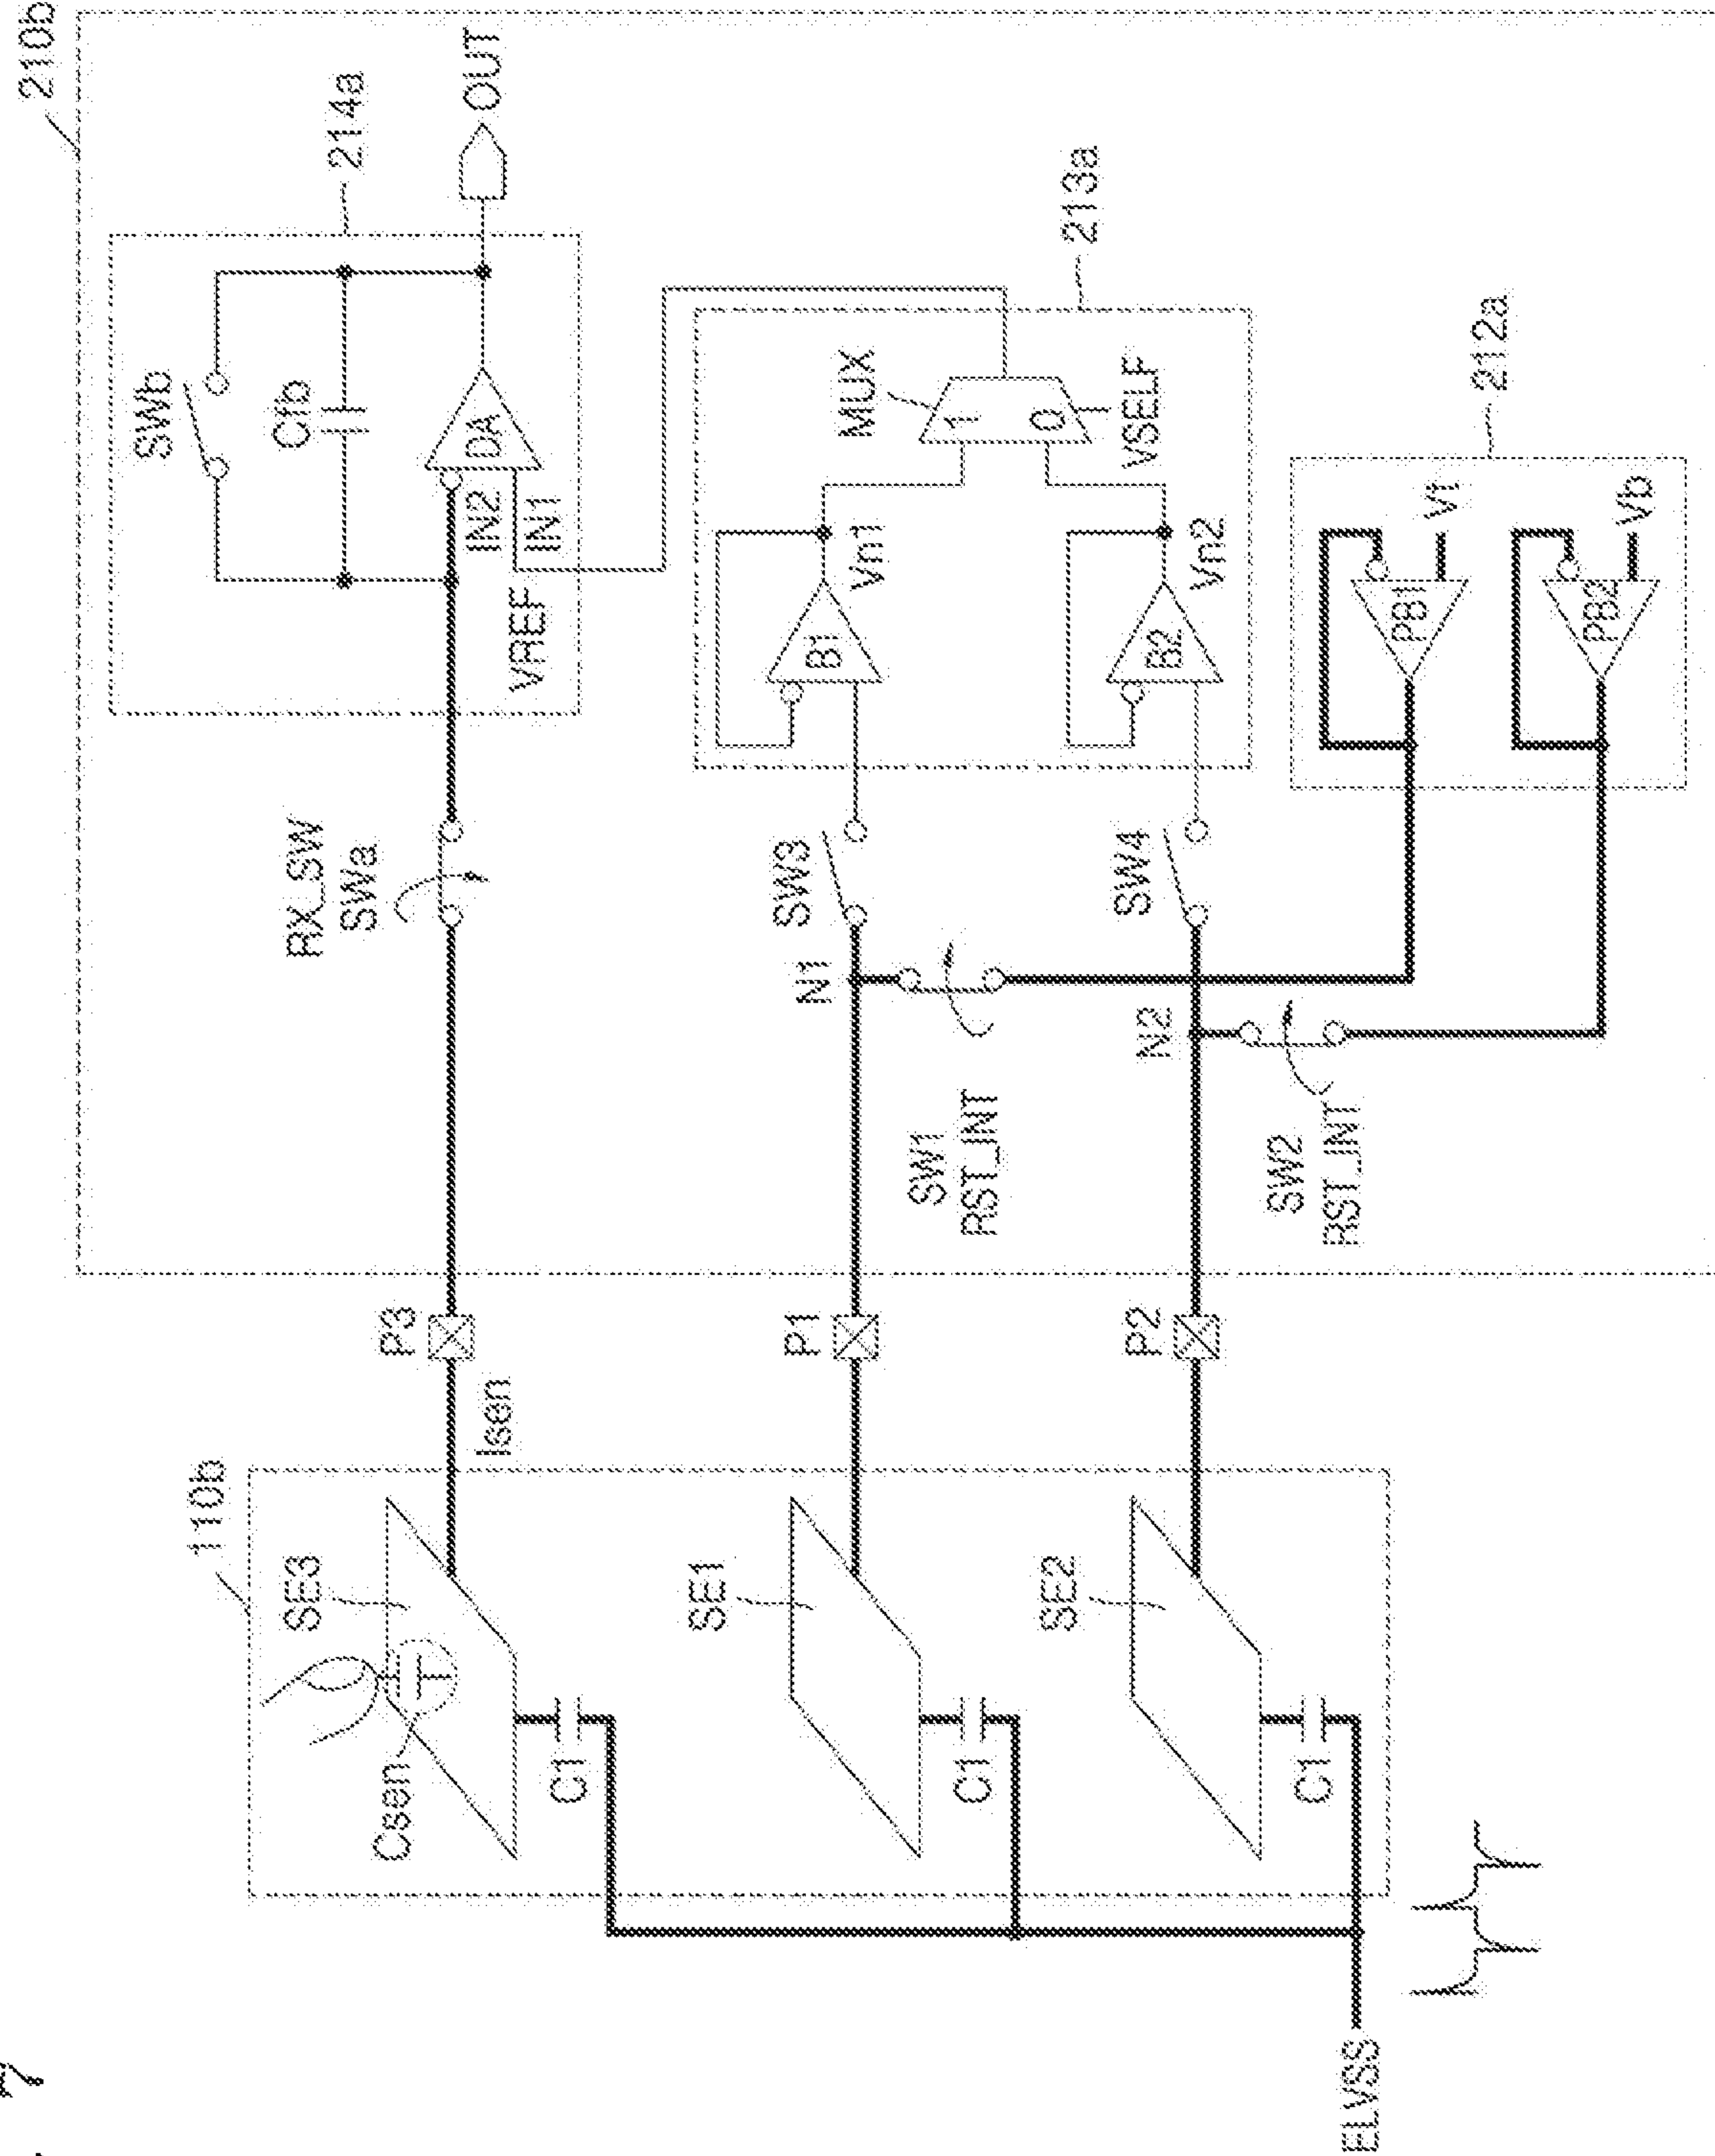 7
210b
214a
SWb
Cfb
DA
IN2
IN1
VREF
OUT
RX_SW
SWa
213a
MUX
1
0
VSELF
B1
Vn1
B2
Vn2
212a
PB1
Vt
PB2
Vb
SW3
SW4
N1
N2
SW1
RST_INT
SW2
RST_INT
P3
P1
P2
Isen
110b
SE3
Csen
C1
SE1
C1
SE2
C1
ELVSS